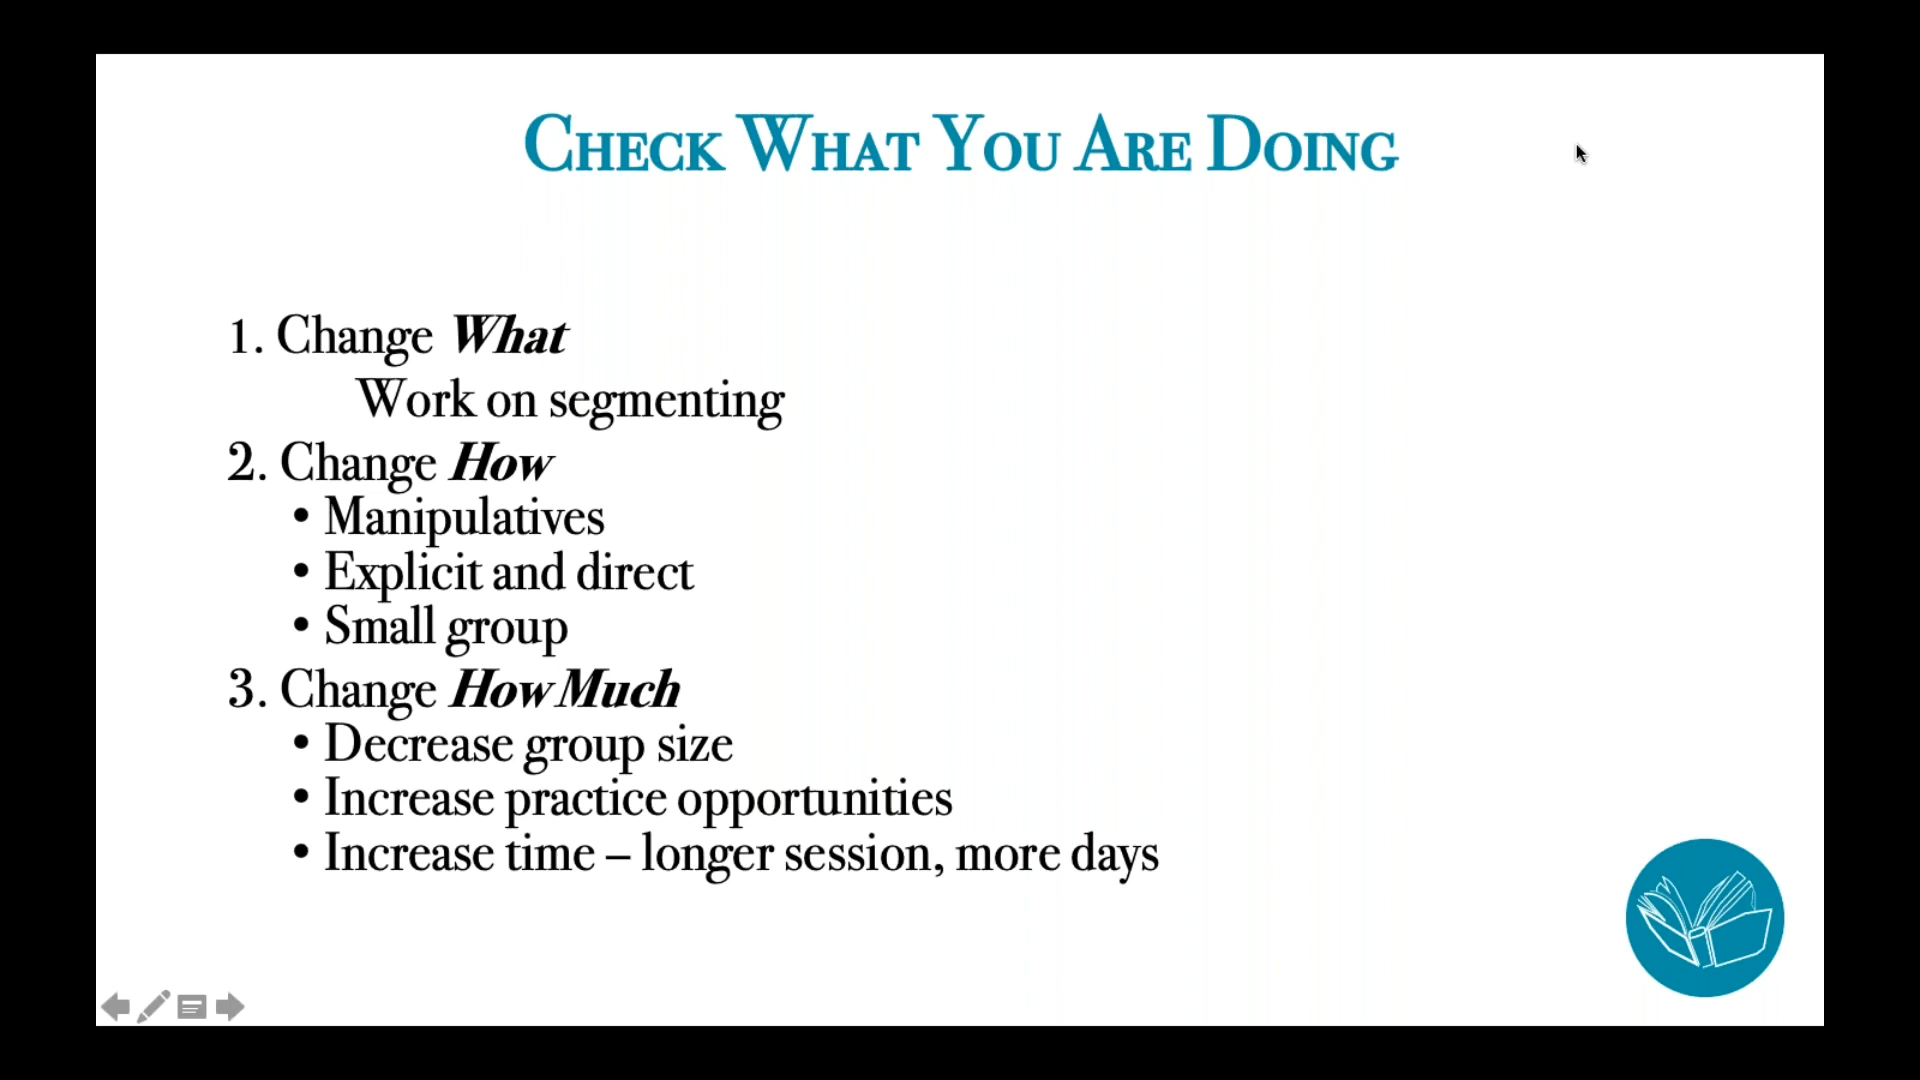 Check What You Are Doing
1. Change What
Work on segmenting
2. Change How
• Manipulatives
• Explicit and direct
• Small group
3. Change How Much
• Decrease group size
• Increase practice opportunities
• Increase time – longer session, more days